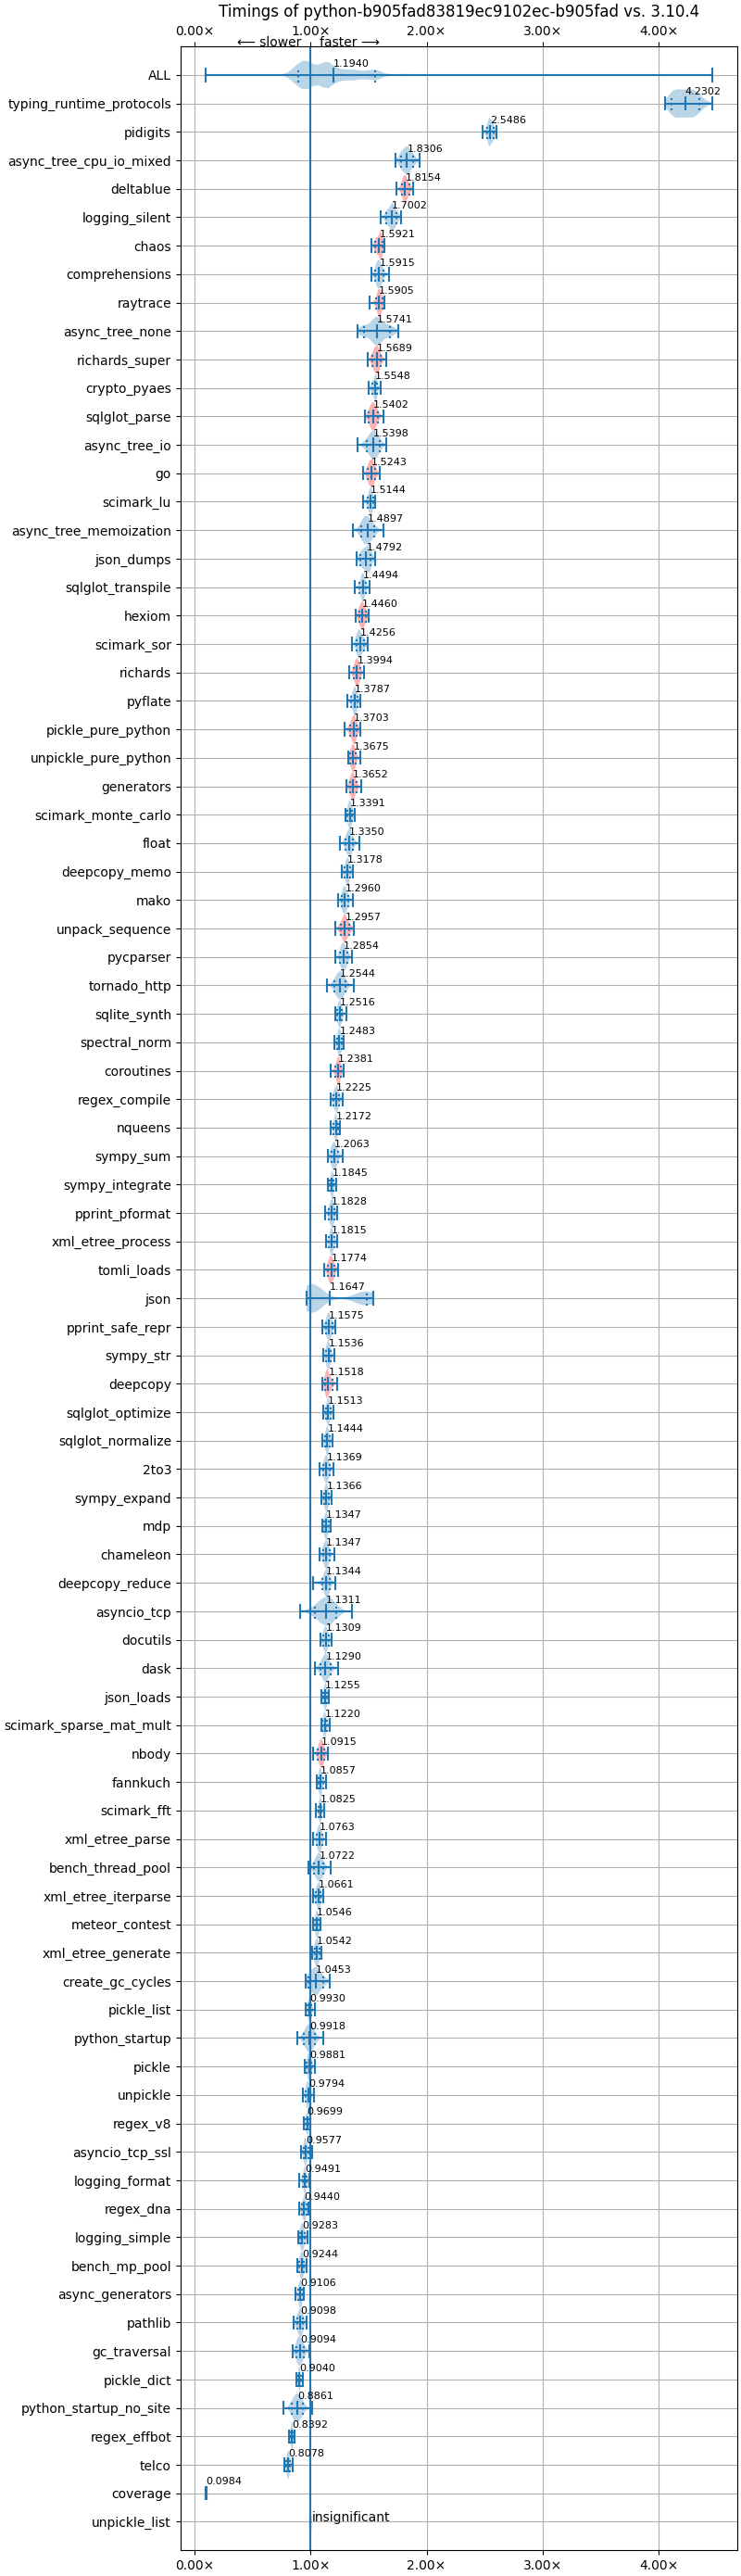 Timings of python-b905fad83819ec9102ec-b905fad vs. 3.10.4
0.00× 1.00× 2.00× 3.00× 4.00×
⟵ slower faster ⟶
ALL 1.1940
typing_runtime_protocols 4.2302
pidigits 2.5486
async_tree_cpu_io_mixed 1.8306
deltablue 1.8154
logging_silent 1.7002
chaos 1.5921
comprehensions 1.5915
raytrace 1.5905
async_tree_none 1.5741
richards_super 1.5689
crypto_pyaes 1.5548
sqlglot_parse 1.5402
async_tree_io 1.5398
go 1.5243
scimark_lu 1.5144
async_tree_memoization 1.4897
json_dumps 1.4792
sqlglot_transpile 1.4494
hexiom 1.4460
scimark_sor 1.4256
richards 1.3994
pyflate 1.3787
pickle_pure_python 1.3703
unpickle_pure_python 1.3675
generators 1.3652
scimark_monte_carlo 1.3391
float 1.3350
deepcopy_memo 1.3178
mako 1.2960
unpack_sequence 1.2957
pycparser 1.2854
tornado_http 1.2544
sqlite_synth 1.2516
spectral_norm 1.2483
coroutines 1.2381
regex_compile 1.2225
nqueens 1.2172
sympy_sum 1.2063
sympy_integrate 1.1845
pprint_pformat 1.1828
xml_etree_process 1.1815
tomli_loads 1.1774
json 1.1647
pprint_safe_repr 1.1575
sympy_str 1.1536
deepcopy 1.1518
sqlglot_optimize 1.1513
sqlglot_normalize 1.1444
2to3 1.1369
sympy_expand 1.1366
mdp 1.1347
chameleon 1.1347
deepcopy_reduce 1.1344
asyncio_tcp 1.1311
docutils 1.1309
dask 1.1290
json_loads 1.1255
scimark_sparse_mat_mult 1.1220
nbody 1.0915
fannkuch 1.0857
scimark_fft 1.0825
xml_etree_parse 1.0763
bench_thread_pool 1.0722
xml_etree_iterparse 1.0661
meteor_contest 1.0546
xml_etree_generate 1.0542
create_gc_cycles 1.0453
pickle_list 0.9930
python_startup 0.9918
pickle 0.9881
unpickle 0.9794
regex_v8 0.9699
asyncio_tcp_ssl 0.9577
logging_format 0.9491
regex_dna 0.9440
logging_simple 0.9283
bench_mp_pool 0.9244
async_generators 0.9106
pathlib 0.9098
gc_traversal 0.9094
pickle_dict 0.9040
python_startup_no_site 0.8861
regex_effbot 0.8392
telco 0.8078
coverage 0.0984
unpickle_list insignificant
0.00× 1.00× 2.00× 3.00× 4.00×